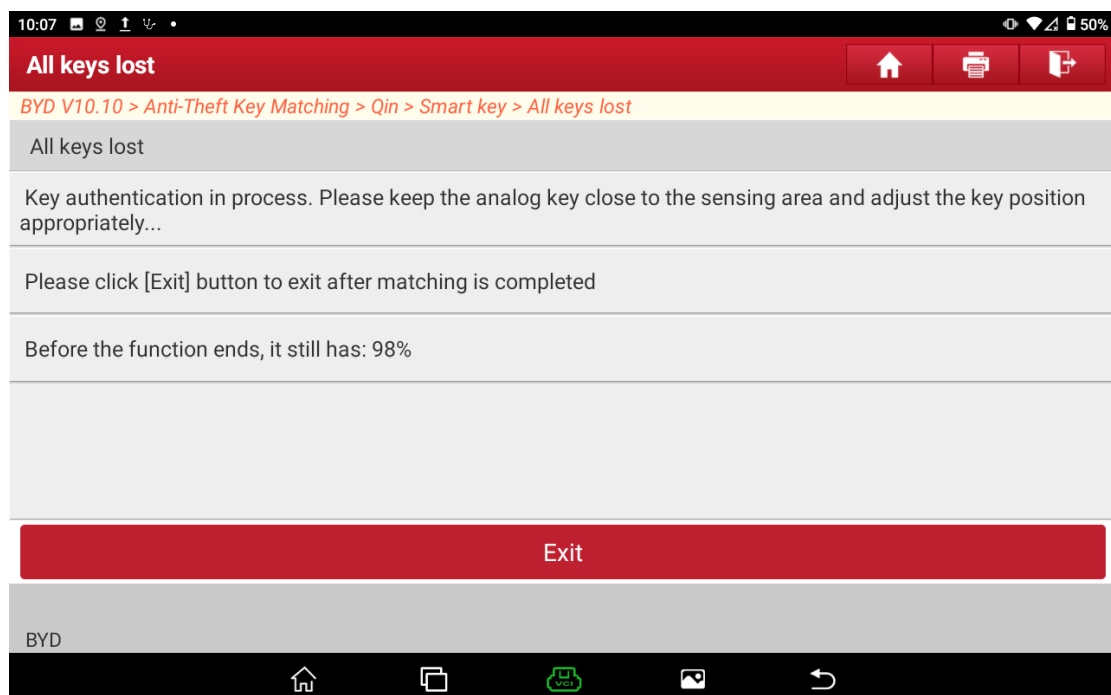 10:07
50%
All keys lost
BYD V10.10 > Anti-Theft Key Matching > Qin > Smart key > All keys lost
All keys lost
Key authentication in process. Please keep the analog key close to the sensing area and adjust the key position
appropriately...
Please click [Exit] button to exit after matching is completed
Before the function ends, it still has: 98%
Exit
BYD
VCI